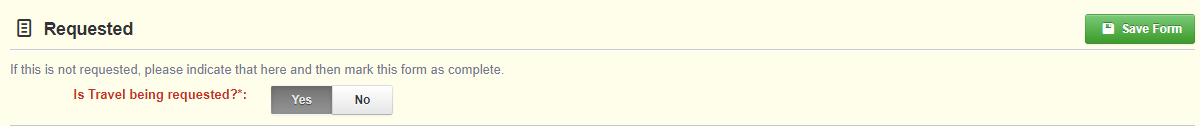 Requested
Save Form
If this is not requested, please indicate that here and then mark this form as complete.
Is Travel being requested?*:
Yes
No